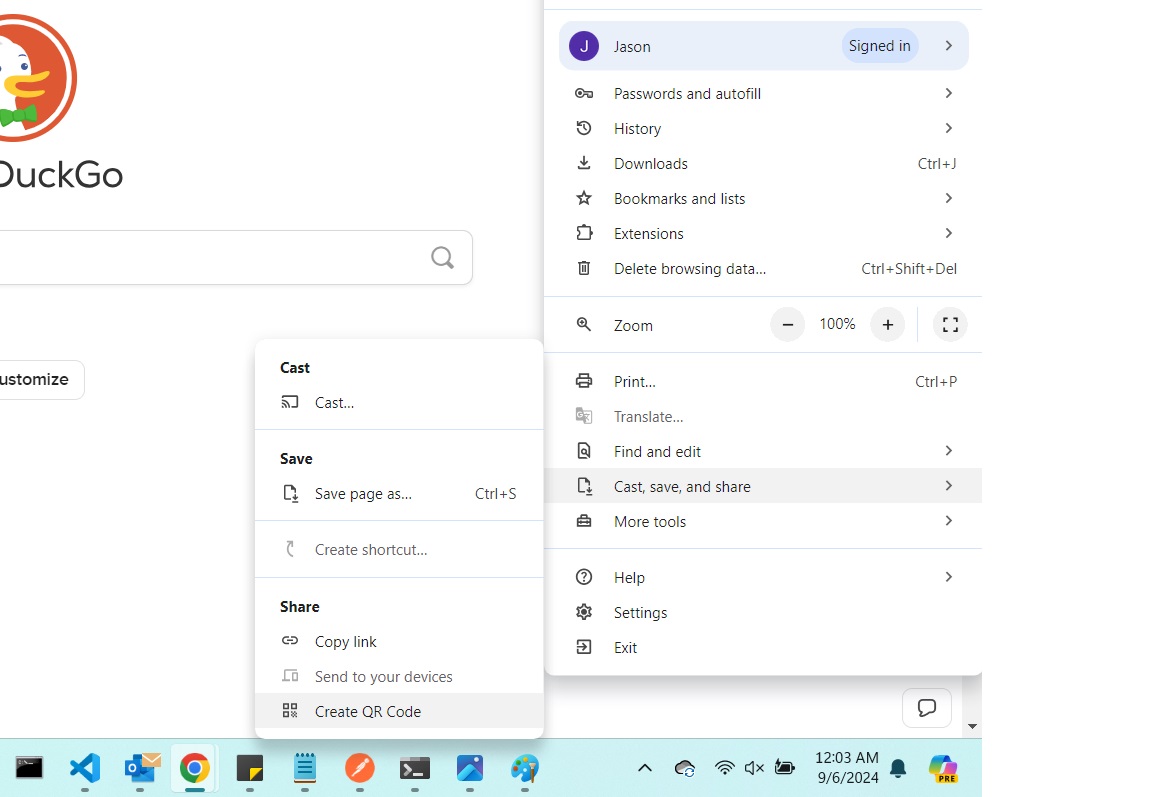 DuckGo
ustomize
J Jason Signed in
Passwords and autofill
History
Downloads Ctrl+J
Bookmarks and lists
Extensions
Delete browsing data... Ctrl+Shift+Del
Zoom − 100% +
Print... Ctrl+P
Translate...
Find and edit
Cast, save, and share
More tools
Help
Settings
Exit
Cast
Cast...
Save
Save page as... Ctrl+S
Create shortcut...
Share
Copy link
Send to your devices
Create QR Code
12:03 AM
9/6/2024
PRE